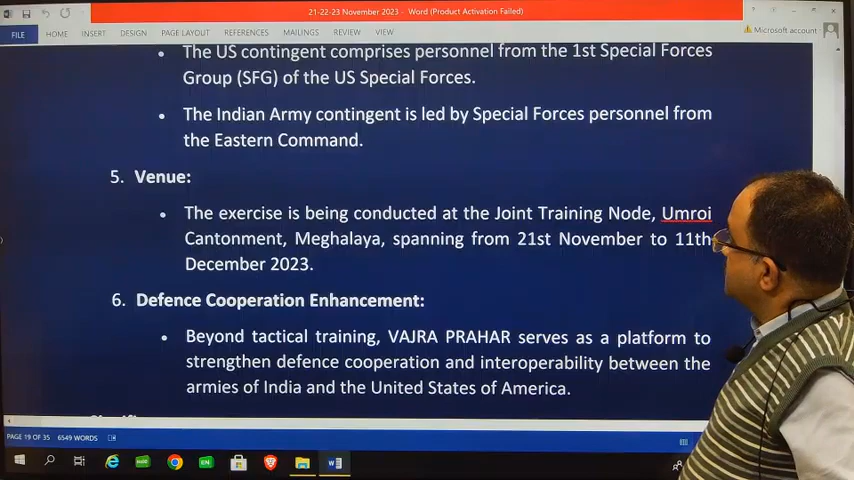 21-22-23 November 2023 - Word (Product Activation Failed)
FILE HOME INSERT DESIGN PAGE LAYOUT REFERENCES MAILINGS REVIEW VIEW Microsoft account
• The US contingent comprises personnel from the 1st Special Forces
Group (SFG) of the US Special Forces.
• The Indian Army contingent is led by Special Forces personnel from
the Eastern Command.
5. Venue:
• The exercise is being conducted at the Joint Training Node, Umroi
Cantonment, Meghalaya, spanning from 21st November to 11th
December 2023.
6. Defence Cooperation Enhancement:
• Beyond tactical training, VAJRA PRAHAR serves as a platform to
strengthen defence cooperation and interoperability between the
armies of India and the United States of America.
PAGE 19 OF 35 6549 WORDS